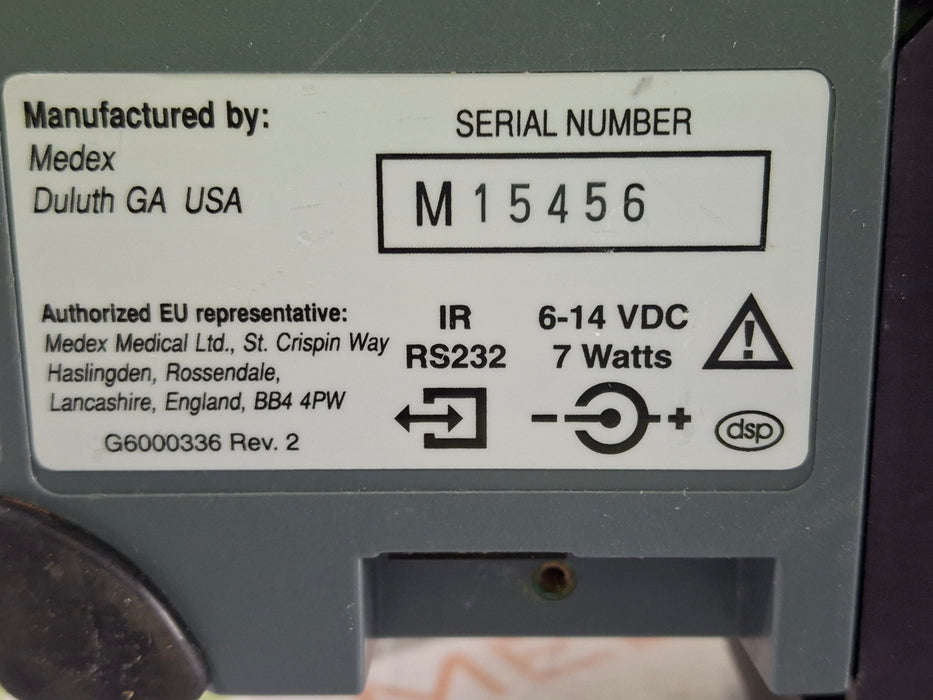 Manufactured by:
Medex
Duluth GA USA
SERIAL NUMBER
M15456
Authorized EU representative:
Medex Medical Ltd., St. Crispin Way
Haslingden, Rossendale,
Lancashire, England, BB4 4PW
G6000336 Rev. 2
IR
RS232
6-14 VDC
7 Watts
- +
!
dsp